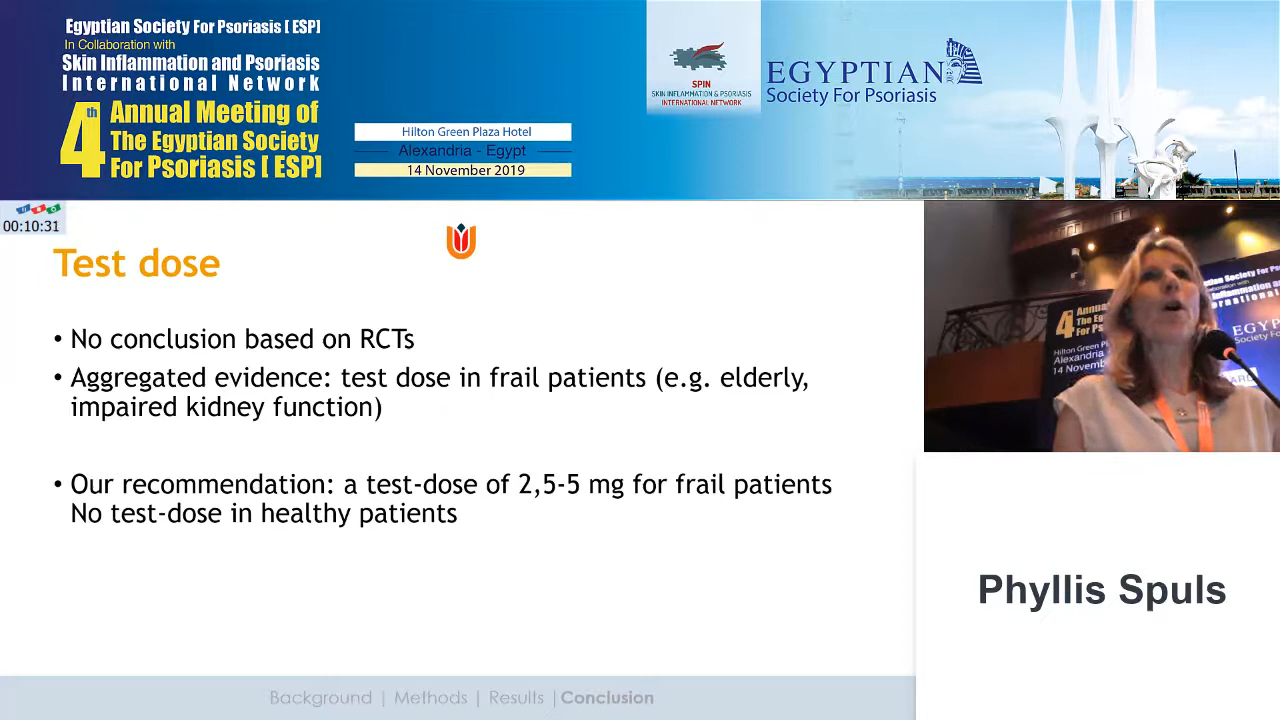 Egyptian Society For Psoriasis [ ESP]
In Collaboration with
Skin Inflammation and Psoriasis
International Network
4th Annual Meeting of
The Egyptian Society
For Psoriasis [ ESP]
Hilton Green Plaza Hotel
Alexandria - Egypt
14 November 2019
SPIN
SKIN INFLAMMATION & PSORIASIS
INTERNATIONAL NETWORK
EGYPTIAN
Society For Psoriasis
00:10:31
Test dose
• No conclusion based on RCTs
• Aggregated evidence: test dose in frail patients (e.g. elderly,
impaired kidney function)
• Our recommendation: a test-dose of 2,5-5 mg for frail patients
No test-dose in healthy patients
Phyllis Spuls
Background | Methods | Results |Conclusion